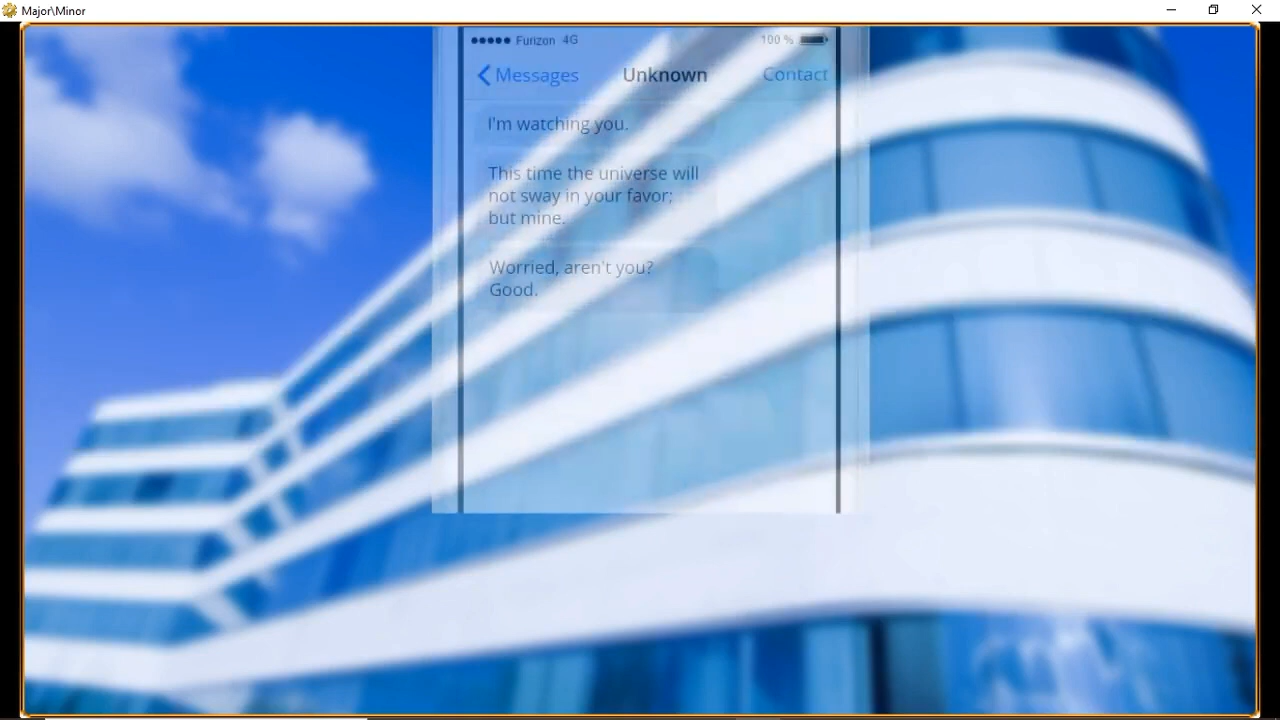 Major\Minor
Furizon 4G
100 %
Messages
Unknown
Contact
I'm watching you.
This time the universe will
not sway in your favor;
but mine.
Worried, aren't you?
Good.